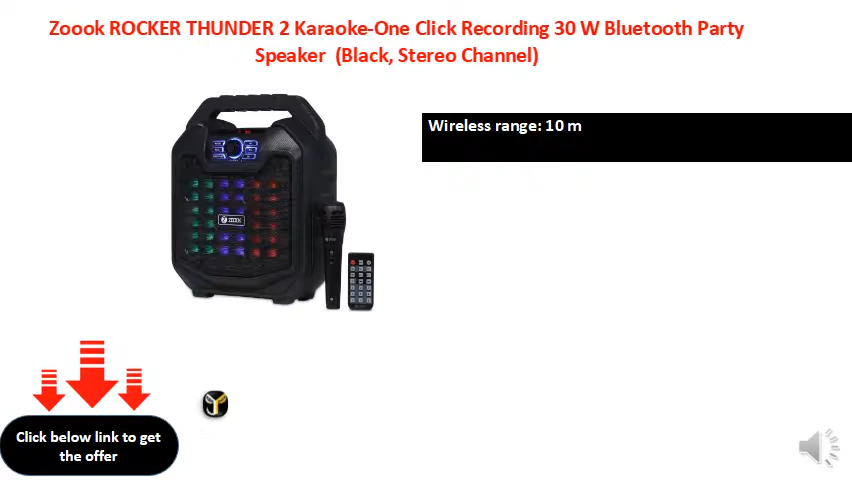 Zoook ROCKER THUNDER 2 Karaoke-One Click Recording 30 W Bluetooth Party
Speaker (Black, Stereo Channel)
Wireless range: 10 m
ZOOOK
Click below link to get
the offer